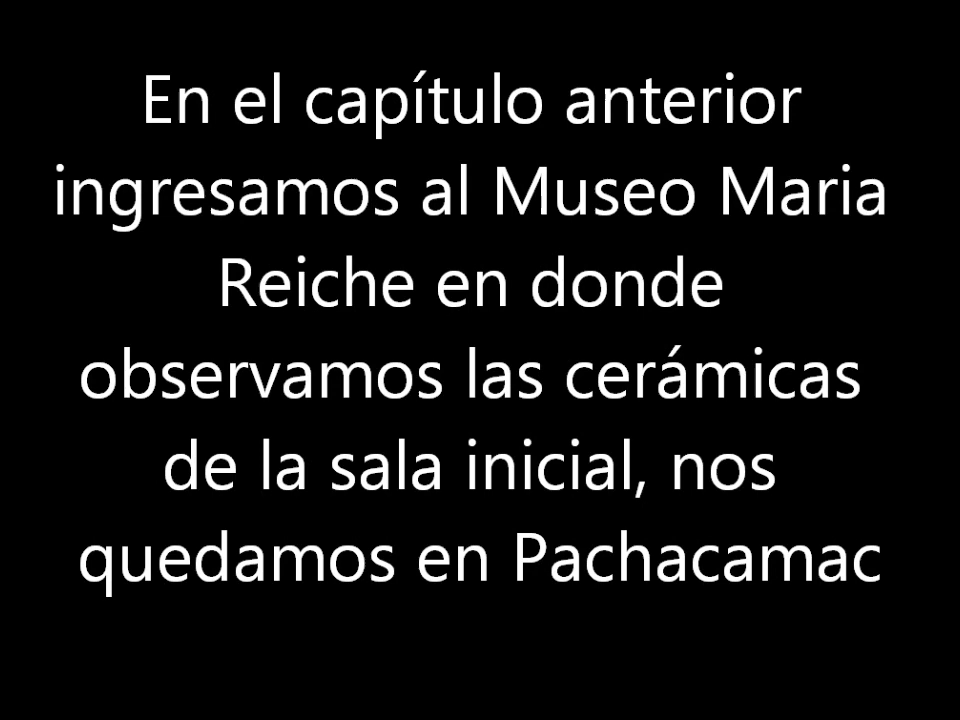 En el capítulo anterior
ingresamos al Museo Maria
Reiche en donde
observamos las cerámicas
de la sala inicial, nos
quedamos en Pachacamac